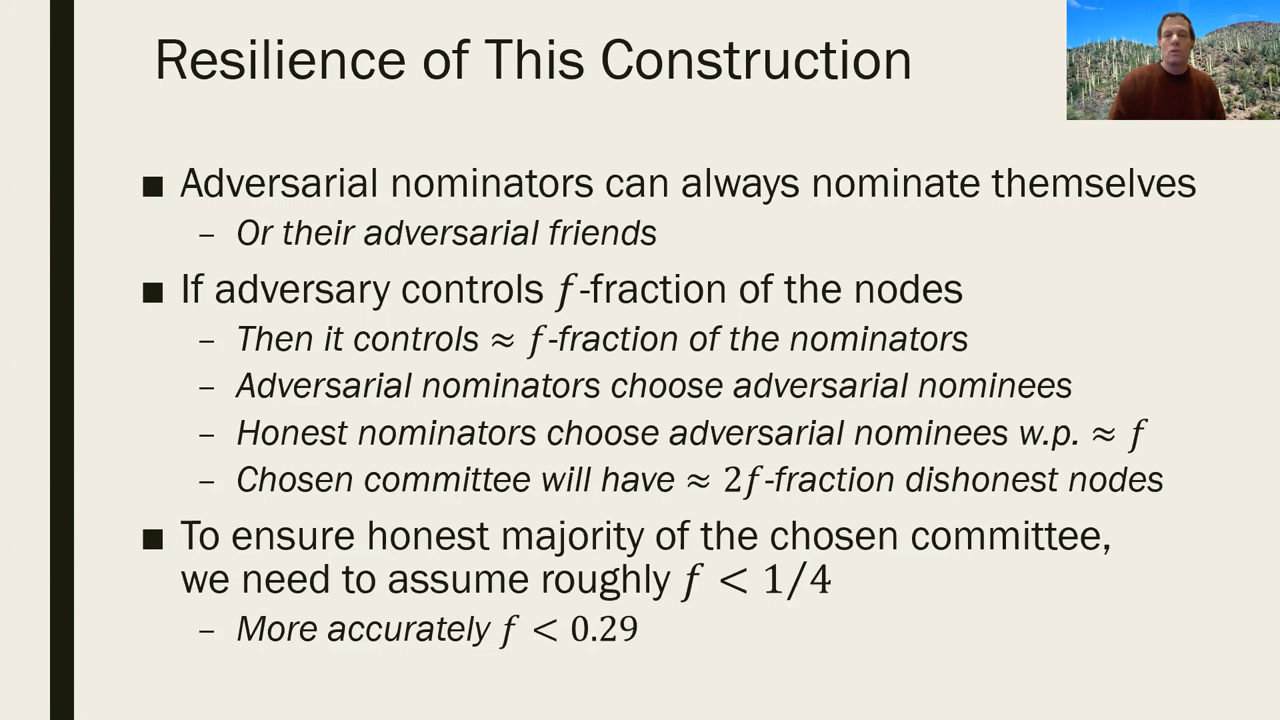 Resilience of This Construction
■ Adversarial nominators can always nominate themselves
– Or their adversarial friends
■ If adversary controls 𝑓-fraction of the nodes
– Then it controls ≈ 𝑓-fraction of the nominators
– Adversarial nominators choose adversarial nominees
– Honest nominators choose adversarial nominees w.p. ≈ 𝑓
– Chosen committee will have ≈ 2𝑓-fraction dishonest nodes
■ To ensure honest majority of the chosen committee,
we need to assume roughly 𝑓 < 1/4
– More accurately 𝑓 < 0.29